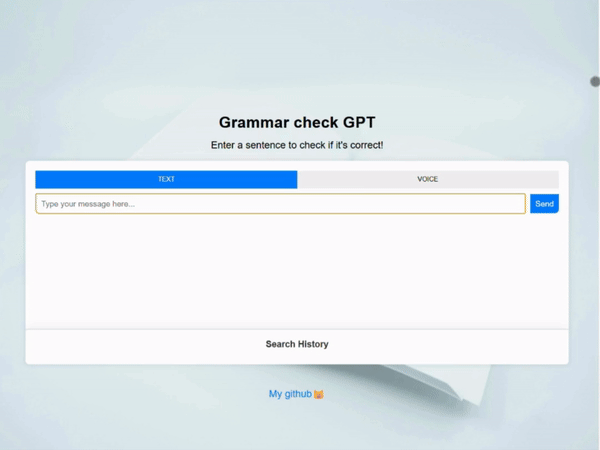 Grammar check GPT
Enter a sentence to check if it's correct!
TEXT VOICE
Type your message here... Send
Search History
My github